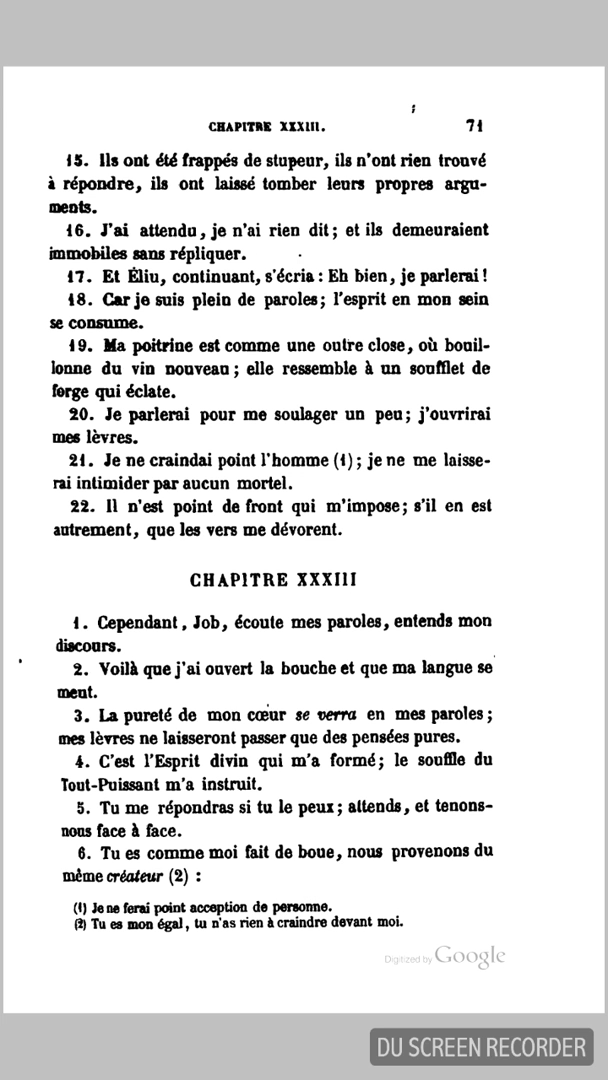 CHAPITRE XXXIII. 71
15. Ils ont été frappés de stupeur, ils n'ont rien trouvé
à répondre, ils ont laissé tomber leurs propres argu-
ments.
16. J'ai attendu, je n'ai rien dit; et ils demeuraient
immobiles sans répliquer.
17. Et Éliu, continuant, s'écria : Eh bien, je parlerai !
18. Car je suis plein de paroles; l'esprit en mon sein
se consume.
19. Ma poitrine est comme une outre close, où bouil-
lonne du vin nouveau; elle ressemble à un soufflet de
forge qui éclate.
20. Je parlerai pour me soulager un peu; j'ouvrirai
mes lèvres.
21. Je ne craindai point l'homme (1); je ne me laisse-
rai intimider par aucun mortel.
22. Il n'est point de front qui m'impose; s'il en est
autrement, que les vers me dévorent.
CHAPITRE XXXIII
1. Cependant, Job, écoute mes paroles, entends mon
discours.
2. Voilà que j'ai ouvert la bouche et que ma langue se
meut.
3. La pureté de mon cœur se verra en mes paroles;
mes lèvres ne laisseront passer que des pensées pures.
4. C'est l'Esprit divin qui m'a formé; le souffle du
Tout-Puissant m'a instruit.
5. Tu me répondras si tu le peux; attends, et tenons-
nous face à face.
6. Tu es comme moi fait de boue, nous provenons du
même créateur (2) :
(1) Je ne ferai point acception de personne.
(2) Tu es mon égal, tu n'as rien à craindre devant moi.
Digitized by Google
DU SCREEN RECORDER